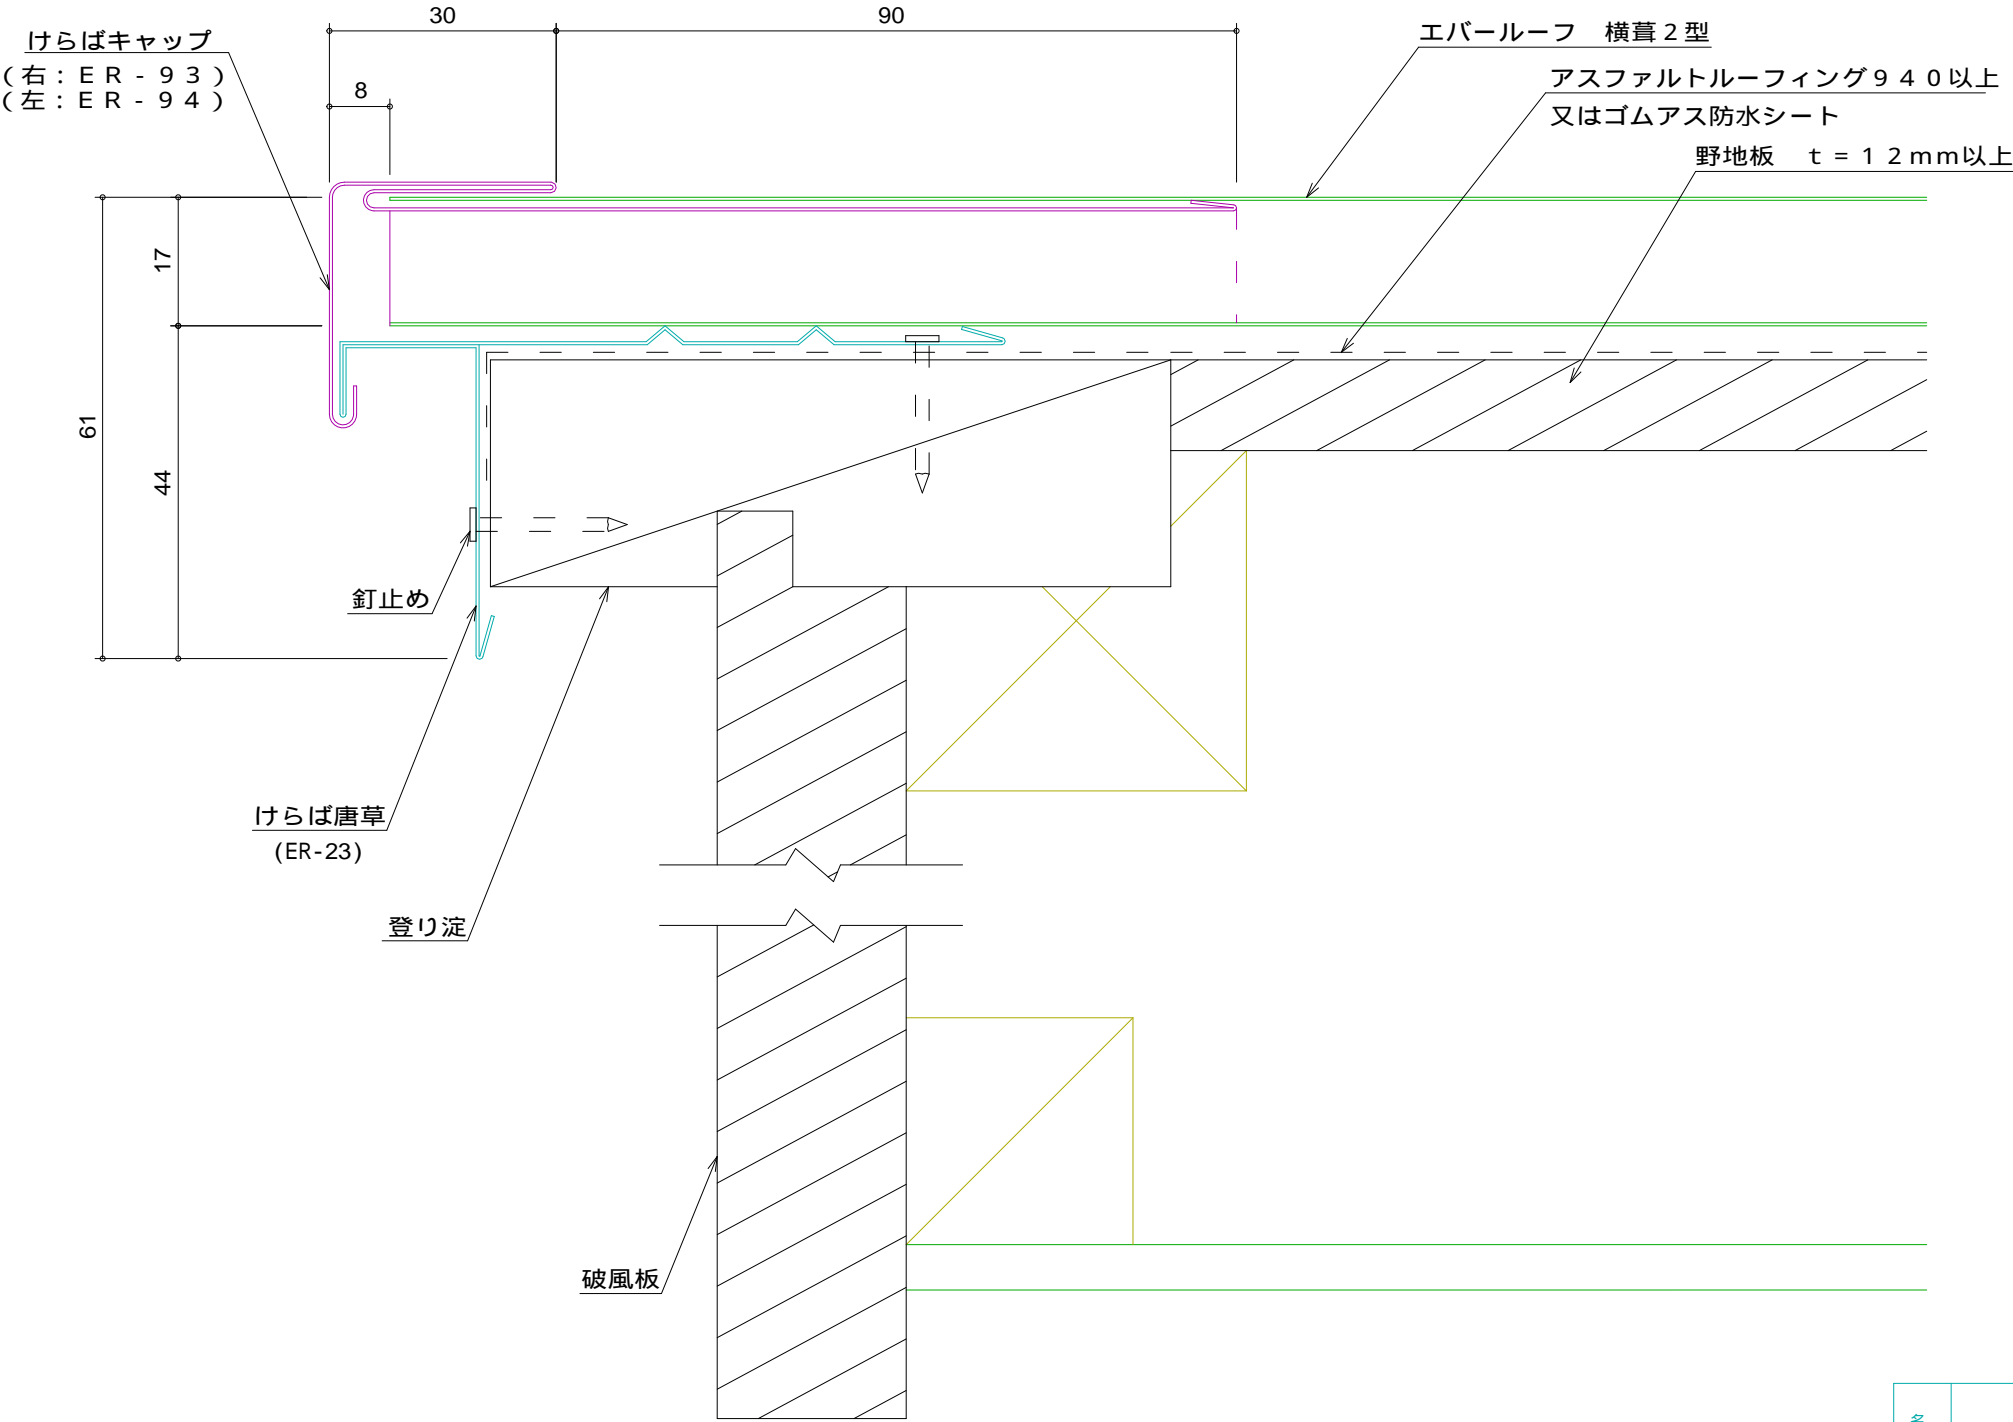 30
90
けらばキャップ
(右：ＥＲ-９３)
(左：ＥＲ-９４)
8
エバールーフ　横葺２型
アスファルトルーフィング９４０以上
又はゴムアス防水シート
野地板　ｔ=１２mm以上
17
61
44
釘止め
けらば唐草
(ER-23)
登り淀
破風板